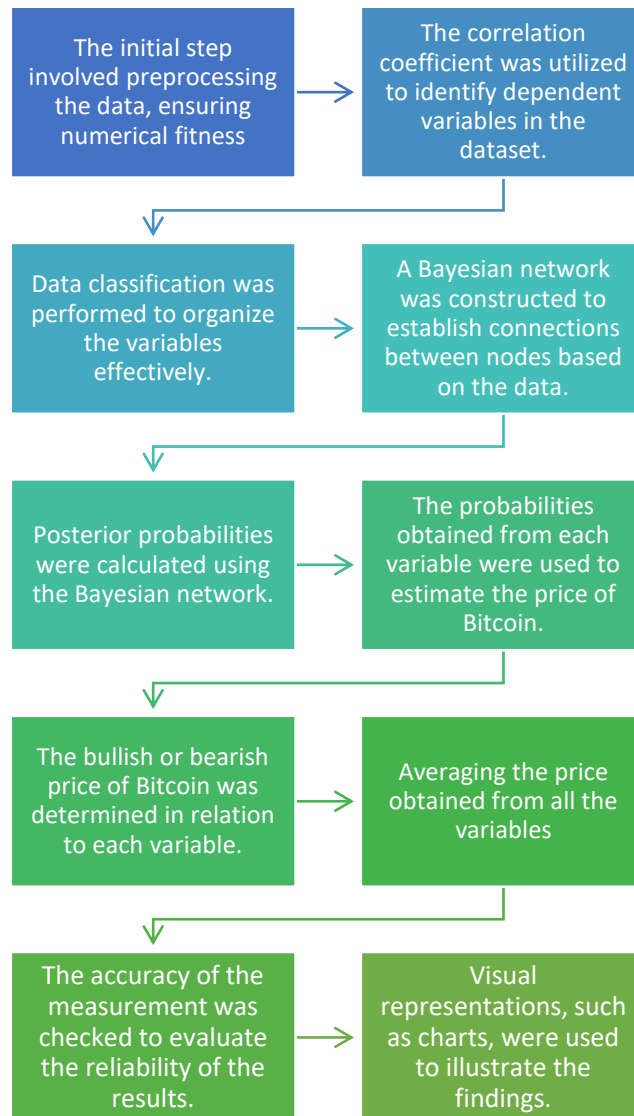 The initial step
involved preprocessing
the data, ensuring
numerical fitness
The correlation
coefficient was utilized
to identify dependent
variables in the
dataset.
Data classification was
performed to organize
the variables
effectively.
A Bayesian network
was constructed to
establish connections
between nodes based
on the data.
Posterior probabilities
were calculated using
the Bayesian network.
The probabilities
obtained from each
variable were used to
estimate the price of
Bitcoin.
The bullish or bearish
price of Bitcoin was
determined in relation
to each variable.
Averaging the price
obtained from all the
variables
The accuracy of the
measurement was
checked to evaluate
the reliability of the
results.
Visual
representations, such
as charts, were used
to illustrate the
findings.